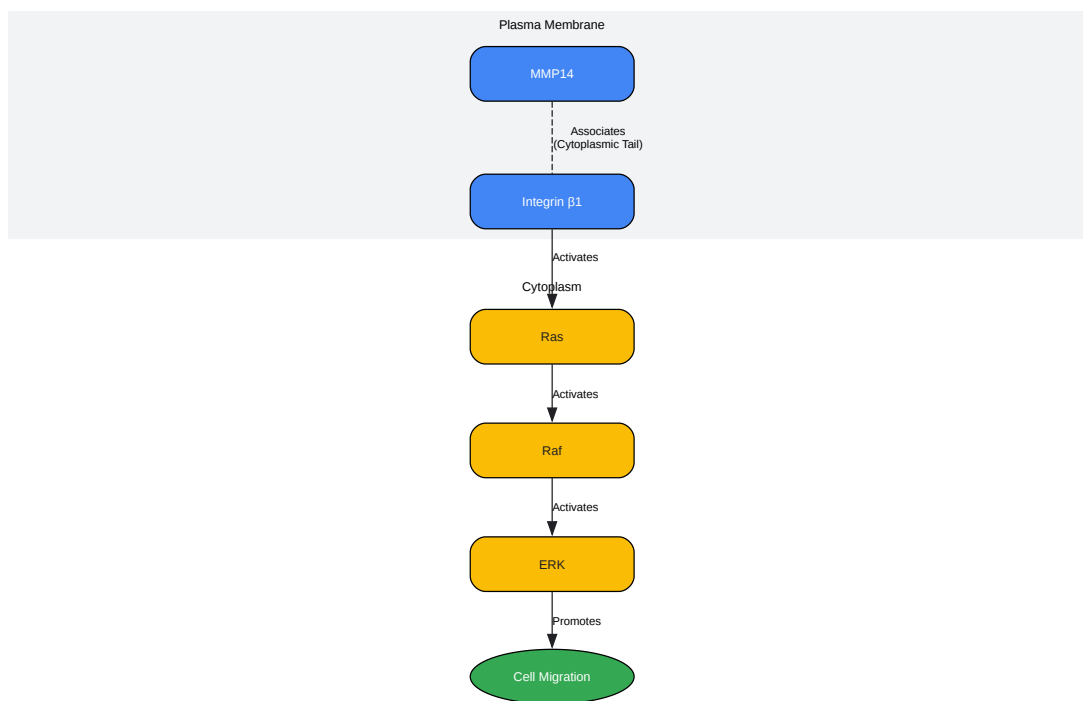 Plasma Membrane
MMP14
Associates
(Cytoplasmic Tail)
Integrin β1
Activates
Cytoplasm
Ras
Activates
Raf
Activates
ERK
Promotes
Cell Migration